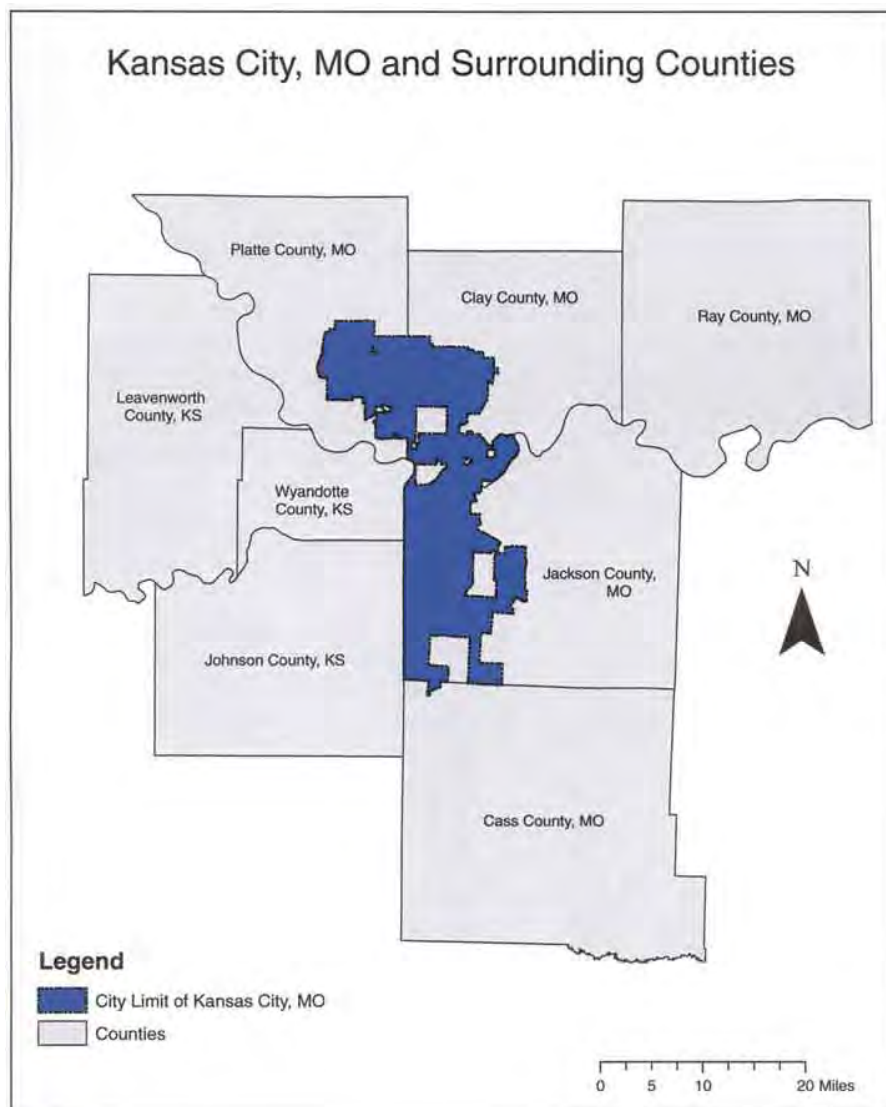 Kansas City, MO and Surrounding Counties
Platte County, MO
Clay County, MO
Ray County, MO
Leavenworth
County, KS
Wyandotte
County, KS
Jackson County,
MO
N
Johnson County, KS
Cass County, MO
Legend
City Limit of Kansas City, MO
Counties
0 5 10 20 Miles